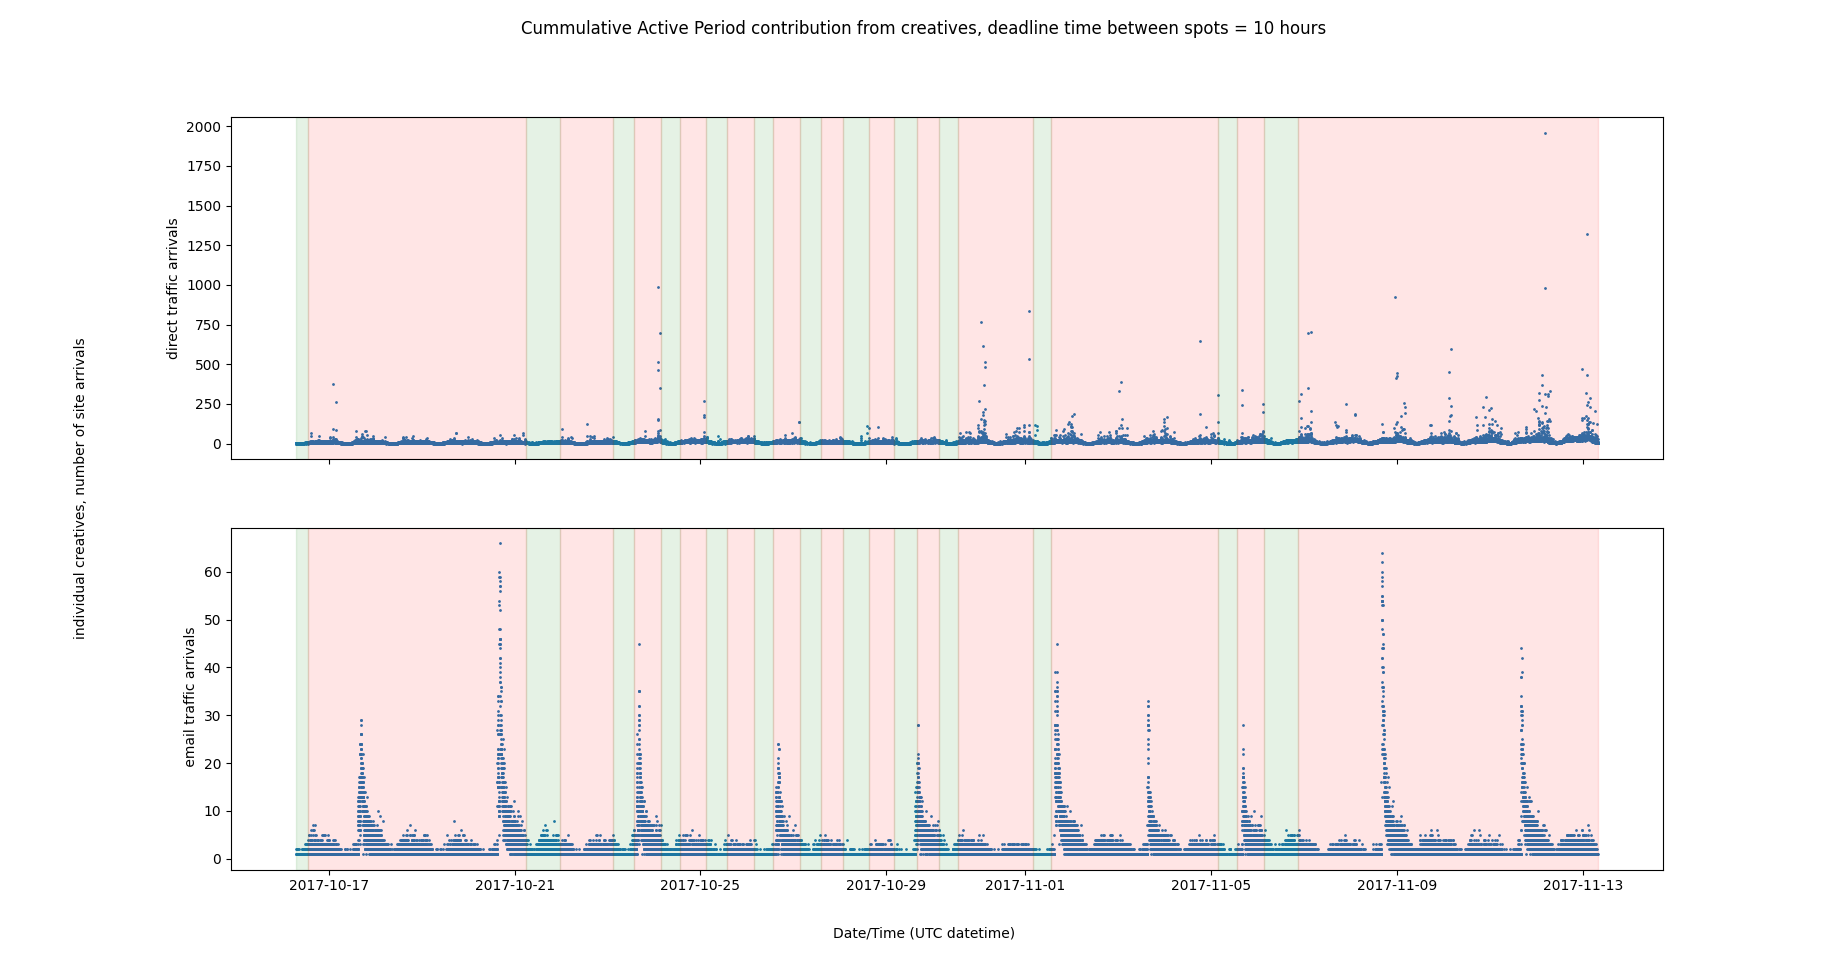 Cummulative Active Period contribution from creatives, deadline time between spots = 10 hours
individual creatives, number of site arrivals
direct traffic arrivals
2000
1750
1500
1250
1000
750
500
250
0
email traffic arrivals
60
50
40
30
20
10
0
2017-10-17 2017-10-21 2017-10-25 2017-10-29 2017-11-01 2017-11-05 2017-11-09 2017-11-13
Date/Time (UTC datetime)